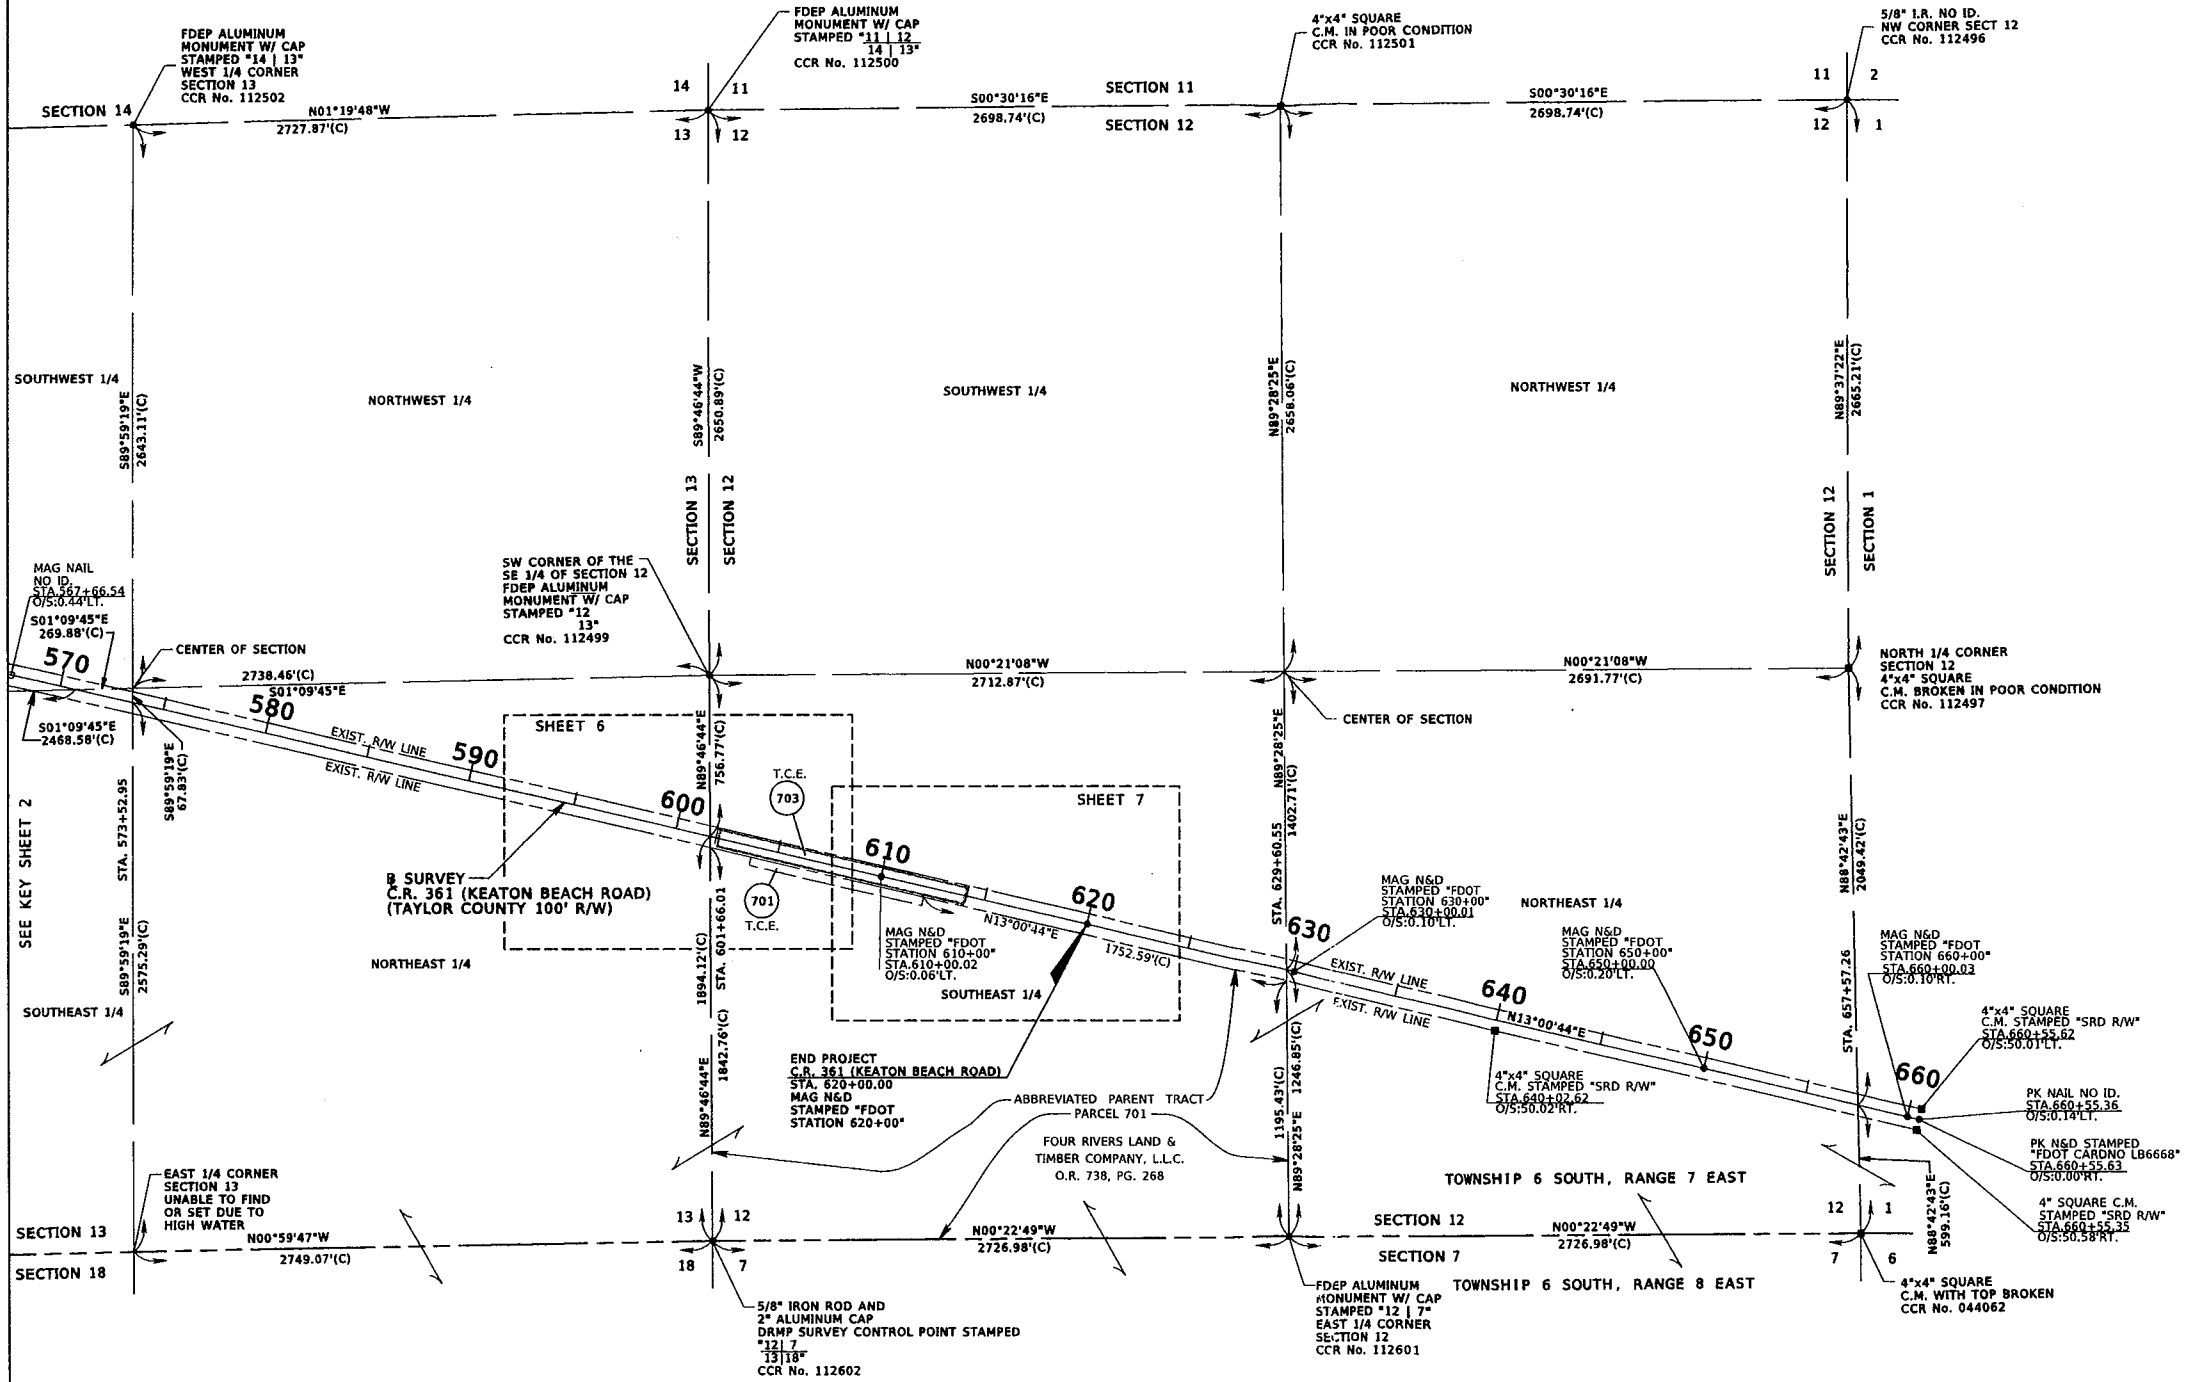 FDEP ALUMINUM
MONUMENT W/ CAP
STAMPED "14 | 13"
WEST 1/4 CORNER
SECTION 13
CCR No. 112502
FDEP ALUMINUM
MONUMENT W/ CAP
STAMPED "11 | 12
14 | 13"
CCR No. 112500
4"x4" SQUARE
C.M. IN POOR CONDITION
CCR No. 112501
5/8" I.R. NO ID.
NW CORNER SECT 12
CCR No. 112496
SECTION 14
N01°19'48"W
2727.87'(C)
14
11
13
12
S00°30'16"E
2698.74'(C)
SECTION 11
SECTION 12
S00°30'16"E
2698.74'(C)
11
2
12
1
SOUTHWEST 1/4
S89°59'19"E
2643.11'(C)
NORTHWEST 1/4
S89°46'44"W
2650.89'(C)
SOUTHWEST 1/4
N89°28'25"E
2658.06'(C)
NORTHWEST 1/4
N89°37'22"E
2665.21'(C)
SECTION 13
SECTION 12
SECTION 12
SECTION 1
MAG NAIL
NO ID.
STA.567+66.54
O/S:0.44'LT.
S01°09'45"E
269.88'(C)
570
CENTER OF SECTION
2738.46'(C)
S01°09'45"E
SW CORNER OF THE
SE 1/4 OF SECTION 12
FDEP ALUMINUM
MONUMENT W/ CAP
STAMPED "12
13"
CCR No. 112499
N00°21'08"W
2712.87'(C)
CENTER OF SECTION
N00°21'08"W
2691.77'(C)
NORTH 1/4 CORNER
SECTION 12
4"x4" SQUARE
C.M. BROKEN IN POOR CONDITION
CCR No. 112497
S01°09'45"E
2468.58'(C)
S89°59'19"E
67.83'(C)
STA. 573+52.95
580
EXIST. R/W LINE
EXIST. R/W LINE
590
SHEET 6
600
N89°46'44"E
756.77'(C)
T.C.E.
703
SHEET 7
610
N89°28'25"E
1402.71'(C)
STA. 629+60.55
SEE KEY SHEET 2
S89°59'19"E
2575.29'(C)
SOUTHEAST 1/4
NORTHEAST 1/4
B SURVEY
C.R. 361 (KEATON BEACH ROAD)
(TAYLOR COUNTY 100' R/W)
701
T.C.E.
STA. 601+66.01
1894.12'(C)
N89°46'44"E
1842.76'(C)
MAG N&D
STAMPED "FDOT
STATION 610+00"
STA.610+00.02
O/S:0.06'LT.
SOUTHEAST 1/4
620
N13°00'44"E
1752.59'(C)
630
MAG N&D
STAMPED "FDOT
STATION 630+00"
STA.630+00.01
O/S:0.10'LT.
NORTHEAST 1/4
EXIST. R/W LINE
EXIST. R/W LINE
640
N13°00'44"E
MAG N&D
STAMPED "FDOT
STATION 650+00"
STA.650+00.00
O/S:0.20'LT.
650
N88°42'43"E
2049.42'(C)
STA. 657+57.26
MAG N&D
STAMPED "FDOT
STATION 660+00"
STA.660+00.03
O/S:0.10'RT.
4"x4" SQUARE
C.M. STAMPED "SRD R/W"
STA.660+55.62
O/S:50.01'LT.
660
PK NAIL NO ID.
STA.660+55.36
O/S:0.14'LT.
PK N&D STAMPED
"FDOT CARDNO LB6668"
STA.660+55.63
O/S:0.00'RT.
4" SQUARE C.M.
STAMPED "SRD R/W"
STA.660+55.35
O/S:50.58'RT.
4"x4" SQUARE
C.M. STAMPED "SRD R/W"
STA.640+02.62
O/S:50.02'RT.
END PROJECT
C.R. 361 (KEATON BEACH ROAD)
STA. 620+00.00
MAG N&D
STAMPED "FDOT
STATION 620+00"
ABBREVIATED PARENT TRACT
PARCEL 701
FOUR RIVERS LAND &
TIMBER COMPANY, L.L.C.
O.R. 738, PG. 268
1195.43'(C)
N89°28'25"E 1246.85'(C)
TOWNSHIP 6 SOUTH, RANGE 7 EAST
EAST 1/4 CORNER
SECTION 13
UNABLE TO FIND
OR SET DUE TO
HIGH WATER
SECTION 13
SECTION 18
N00°59'47"W
2749.07'(C)
13
12
18
7
N00°22'49"W
2726.98'(C)
SECTION 12
SECTION 7
N00°22'49"W
2726.98'(C)
12
1
7
6
N88°42'43"E
599.16'(C)
TOWNSHIP 6 SOUTH, RANGE 8 EAST
5/8" IRON ROD AND
2" ALUMINUM CAP
DRMP SURVEY CONTROL POINT STAMPED
"12| 7
13|18"
CCR No. 112602
FDEP ALUMINUM
MONUMENT W/ CAP
STAMPED "12 | 7"
EAST 1/4 CORNER
SECTION 12
CCR No. 112601
4"x4" SQUARE
C.M. WITH TOP BROKEN
CCR No. 044062